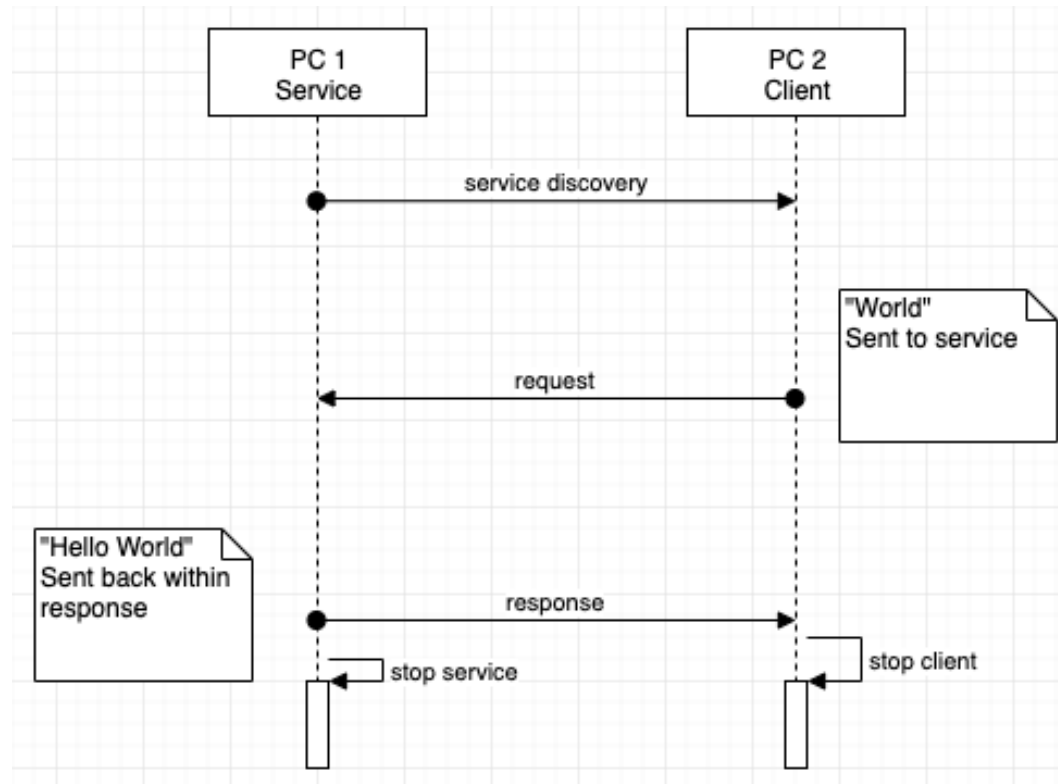 PC 1
Service
PC 2
Client
service discovery
"World"
Sent to service
request
"Hello World"
Sent back within
response
response
stop service
stop client